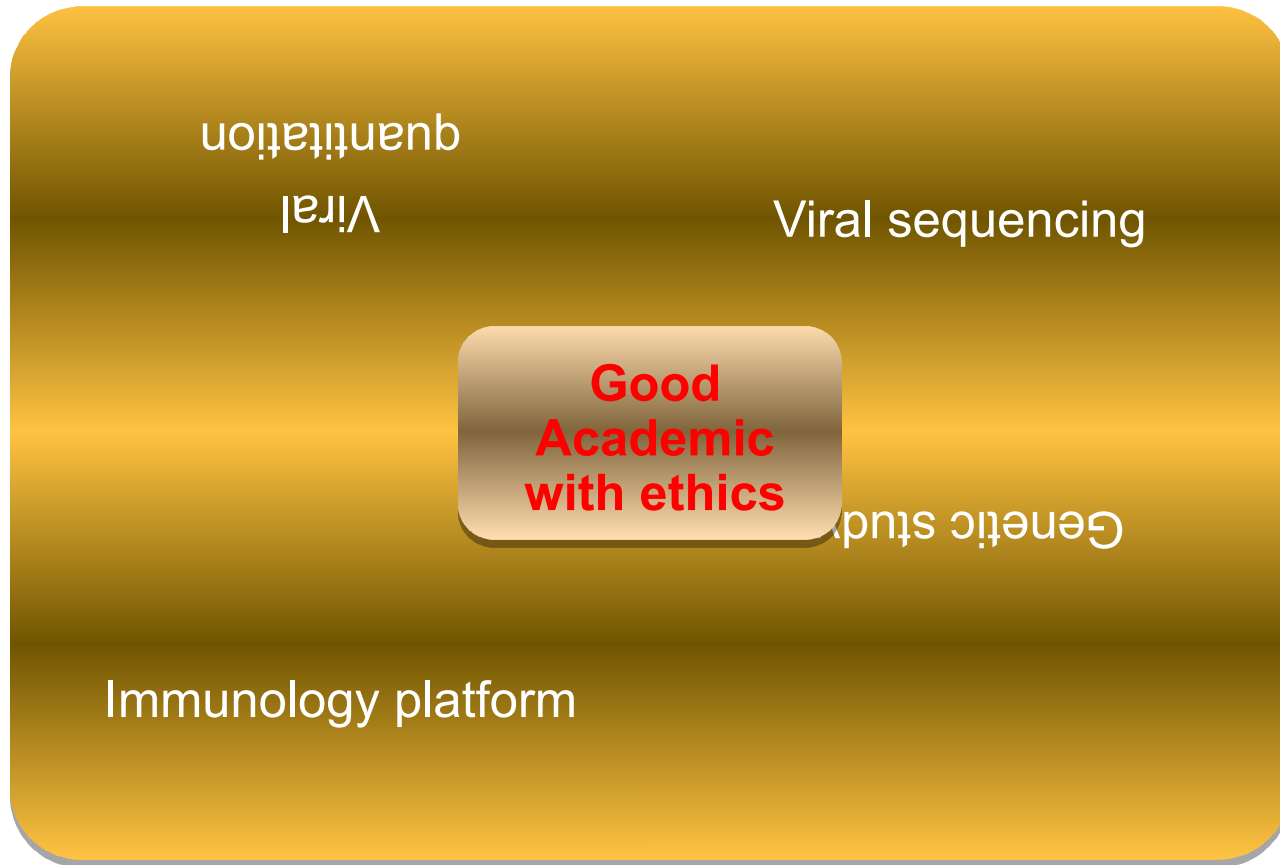 Viral
quantitation
Viral sequencing
Good
Academic
with ethics
Genetic study
Immunology platform